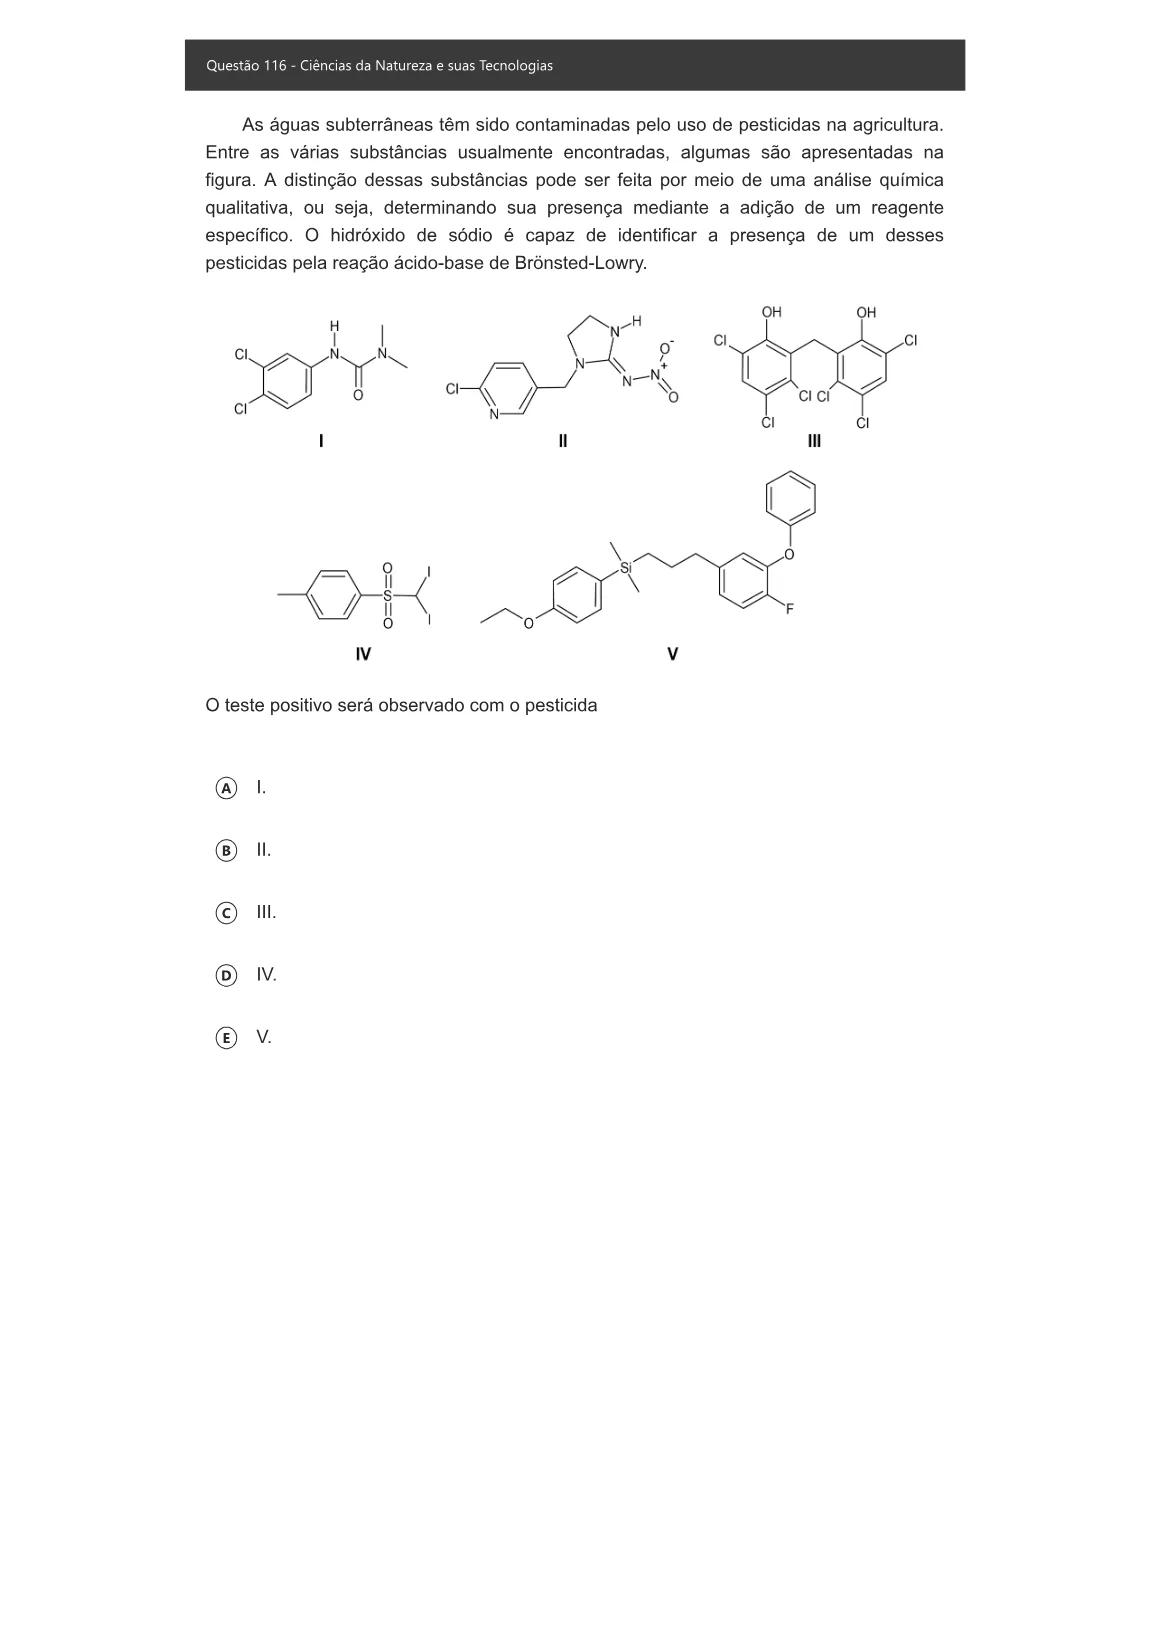 Questão 116 - Ciências da Natureza e suas Tecnologias
As águas subterrâneas têm sido contaminadas pelo uso de pesticidas na agricultura.
Entre as várias substâncias usualmente encontradas, algumas são apresentadas na
figura. A distinção dessas substâncias pode ser feita por meio de uma análise química
qualitativa, ou seja, determinando sua presença mediante a adição de um reagente
específico. O hidróxido de sódio é capaz de identificar a presença de um desses
pesticidas pela reação ácido-base de Brönsted-Lowry.
Cl
Cl
H
N
O
N
I
Cl
N
N
N
H
N
N
+
O
-
O
II
OH
OH
Cl
Cl
Cl Cl
Cl
Cl
III
O
S
O
I
I
IV
O
Si
O
F
V
O teste positivo será observado com o pesticida
A I.
B II.
C III.
D IV.
E V.